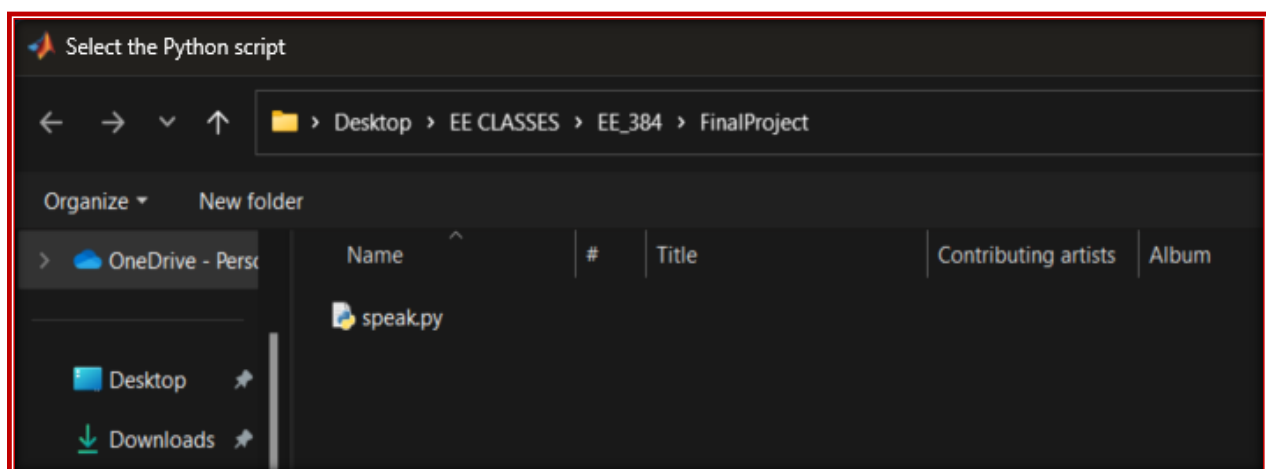 Select the Python script
Desktop > EE CLASSES > EE_384 > FinalProject
Organize New folder
OneDrive - Perso
Name # Title Contributing artists Album
speak.py
Desktop
Downloads